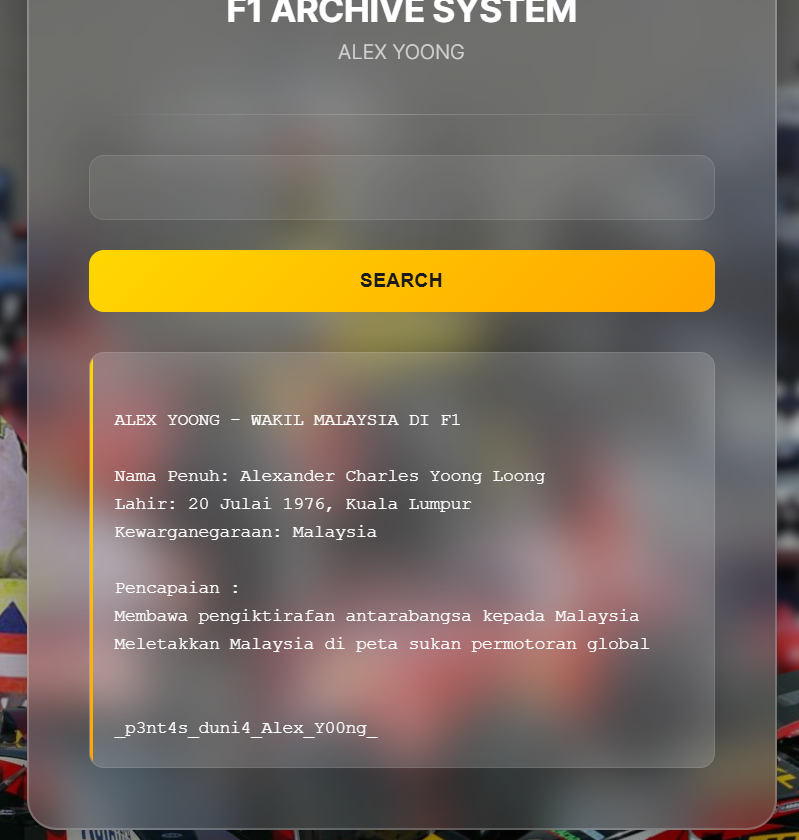 F1 ARCHIVE SYSTEM
ALEX YOONG
SEARCH
ALEX YOONG - WAKIL MALAYSIA DI F1
Nama Penuh: Alexander Charles Yoong Loong
Lahir: 20 Julai 1976, Kuala Lumpur
Kewarganegaraan: Malaysia
Pencapaian :
Membawa pengiktirafan antarabangsa kepada Malaysia
Meletakkan Malaysia di peta sukan permotoran global
_p3nt4s_duni4_Alex_Y00ng_